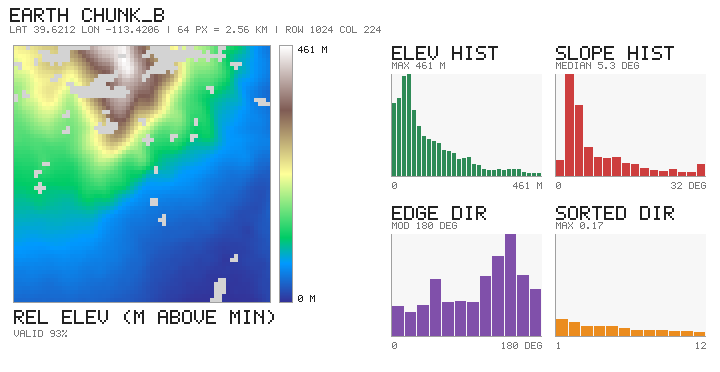 EARTH CHUNK_B
LAT 39.6212 LON -113.4206 | 64 PX = 2.56 KM | ROW 1024 COL 224
461 M
0 M
REL ELEV (M ABOVE MIN)
VALID 93%
ELEV HIST
MAX 461 M
0 461 M
SLOPE HIST
MEDIAN 5.3 DEG
0 32 DEG
EDGE DIR
MOD 180 DEG
0 180 DEG
SORTED DIR
MAX 0.17
1 12